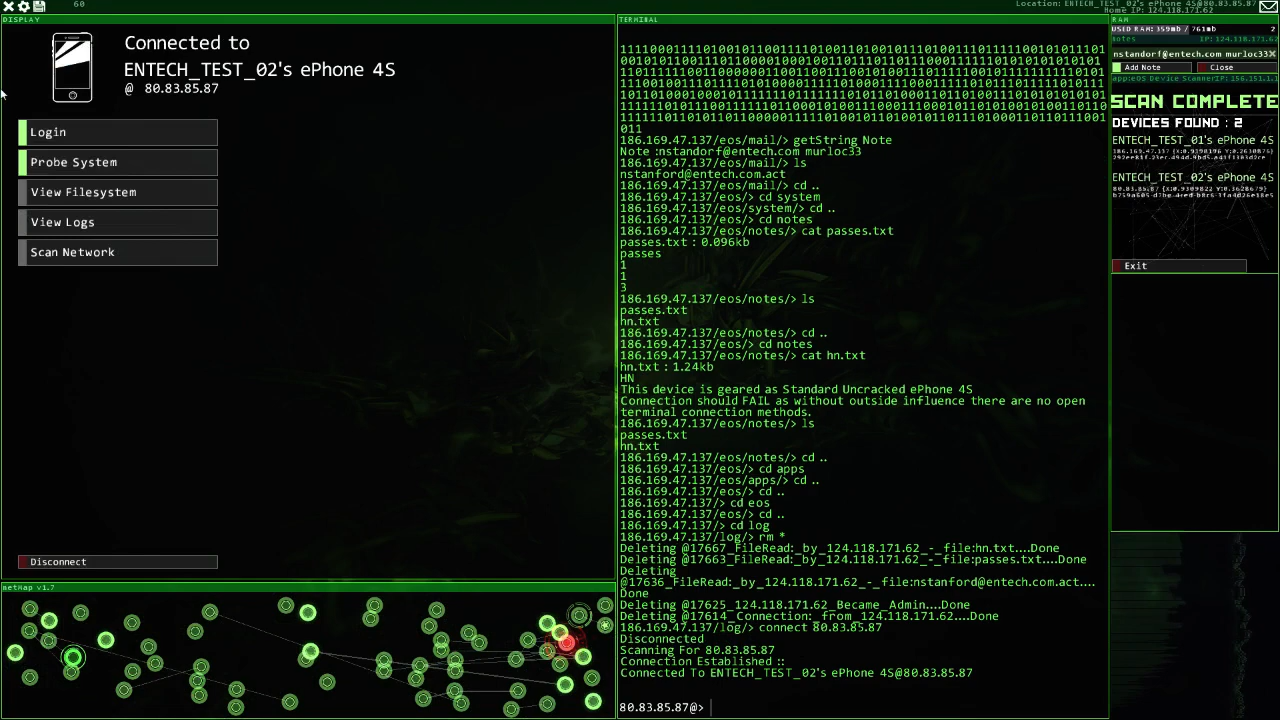 60
Location: ENTECH_TEST_02's ePhone 4S@80.83.85.87
Home IP: 124.118.171.62
DISPLAY
Connected to
ENTECH_TEST_02's ePhone 4S
@ 80.83.85.87
Login
Probe System
View Filesystem
View Logs
Scan Network
Disconnect
netMap v1.7
TERMINAL
011
186.169.47.137/eos/mail/> getString Note
Note :nstandorf@entech.com murloc33
186.169.47.137/eos/mail/> ls
nstanford@entech.com.act
186.169.47.137/eos/mail/> cd ..
186.169.47.137/eos/> cd system
186.169.47.137/eos/system/> cd ..
186.169.47.137/eos/> cd notes
186.169.47.137/eos/notes/> cat passes.txt
passes.txt : 0.096kb
passes
1
1
3
186.169.47.137/eos/notes/> ls
passes.txt
hn.txt
186.169.47.137/eos/notes/> cd ..
186.169.47.137/eos/> cd notes
186.169.47.137/eos/notes/> cat hn.txt
hn.txt : 1.24kb
HN
This device is geared as Standard Uncracked ePhone 4S
Connection should FAIL as without outside influence there are no open
terminal connection methods.
186.169.47.137/eos/notes/> ls
passes.txt
hn.txt
186.169.47.137/eos/notes/> cd ..
186.169.47.137/eos/> cd apps
186.169.47.137/eos/apps/> cd ..
186.169.47.137/eos/> cd ..
186.169.47.137/> cd eos
186.169.47.137/eos/> cd ..
186.169.47.137/> cd log
186.169.47.137/log/> rm *
Deleting @17667_FileRead:_by_124.118.171.62_-_file:hn.txt....Done
Deleting @17663_FileRead:_by_124.118.171.62_-_file:passes.txt....Done
Deleting
@17636_FileRead:_by_124.118.171.62_-_file:nstanford@entech.com.act....
Done
Deleting @17625_124.118.171.62_Became_Admin....Done
Deleting @17614_Connection:_from_124.118.171.62....Done
186.169.47.137/log/> connect 80.83.85.87
Disconnected
Scanning For 80.83.85.87
Connection Established ::
Connected To ENTECH_TEST_02's ePhone 4S@80.83.85.87
80.83.85.87@>
RAM
USED RAM: 359mb / 761mb 2
Notes IP: 124.118.171.62
nstandorf@entech.com murloc33
Add Note
Close
app:eOS Device Scanner IP: 156.151.1.1
SCAN COMPLETE
DEVICES FOUND : 2
ENTECH_TEST_01's ePhone 4S
ENTECH_TEST_02's ePhone 4S
Exit